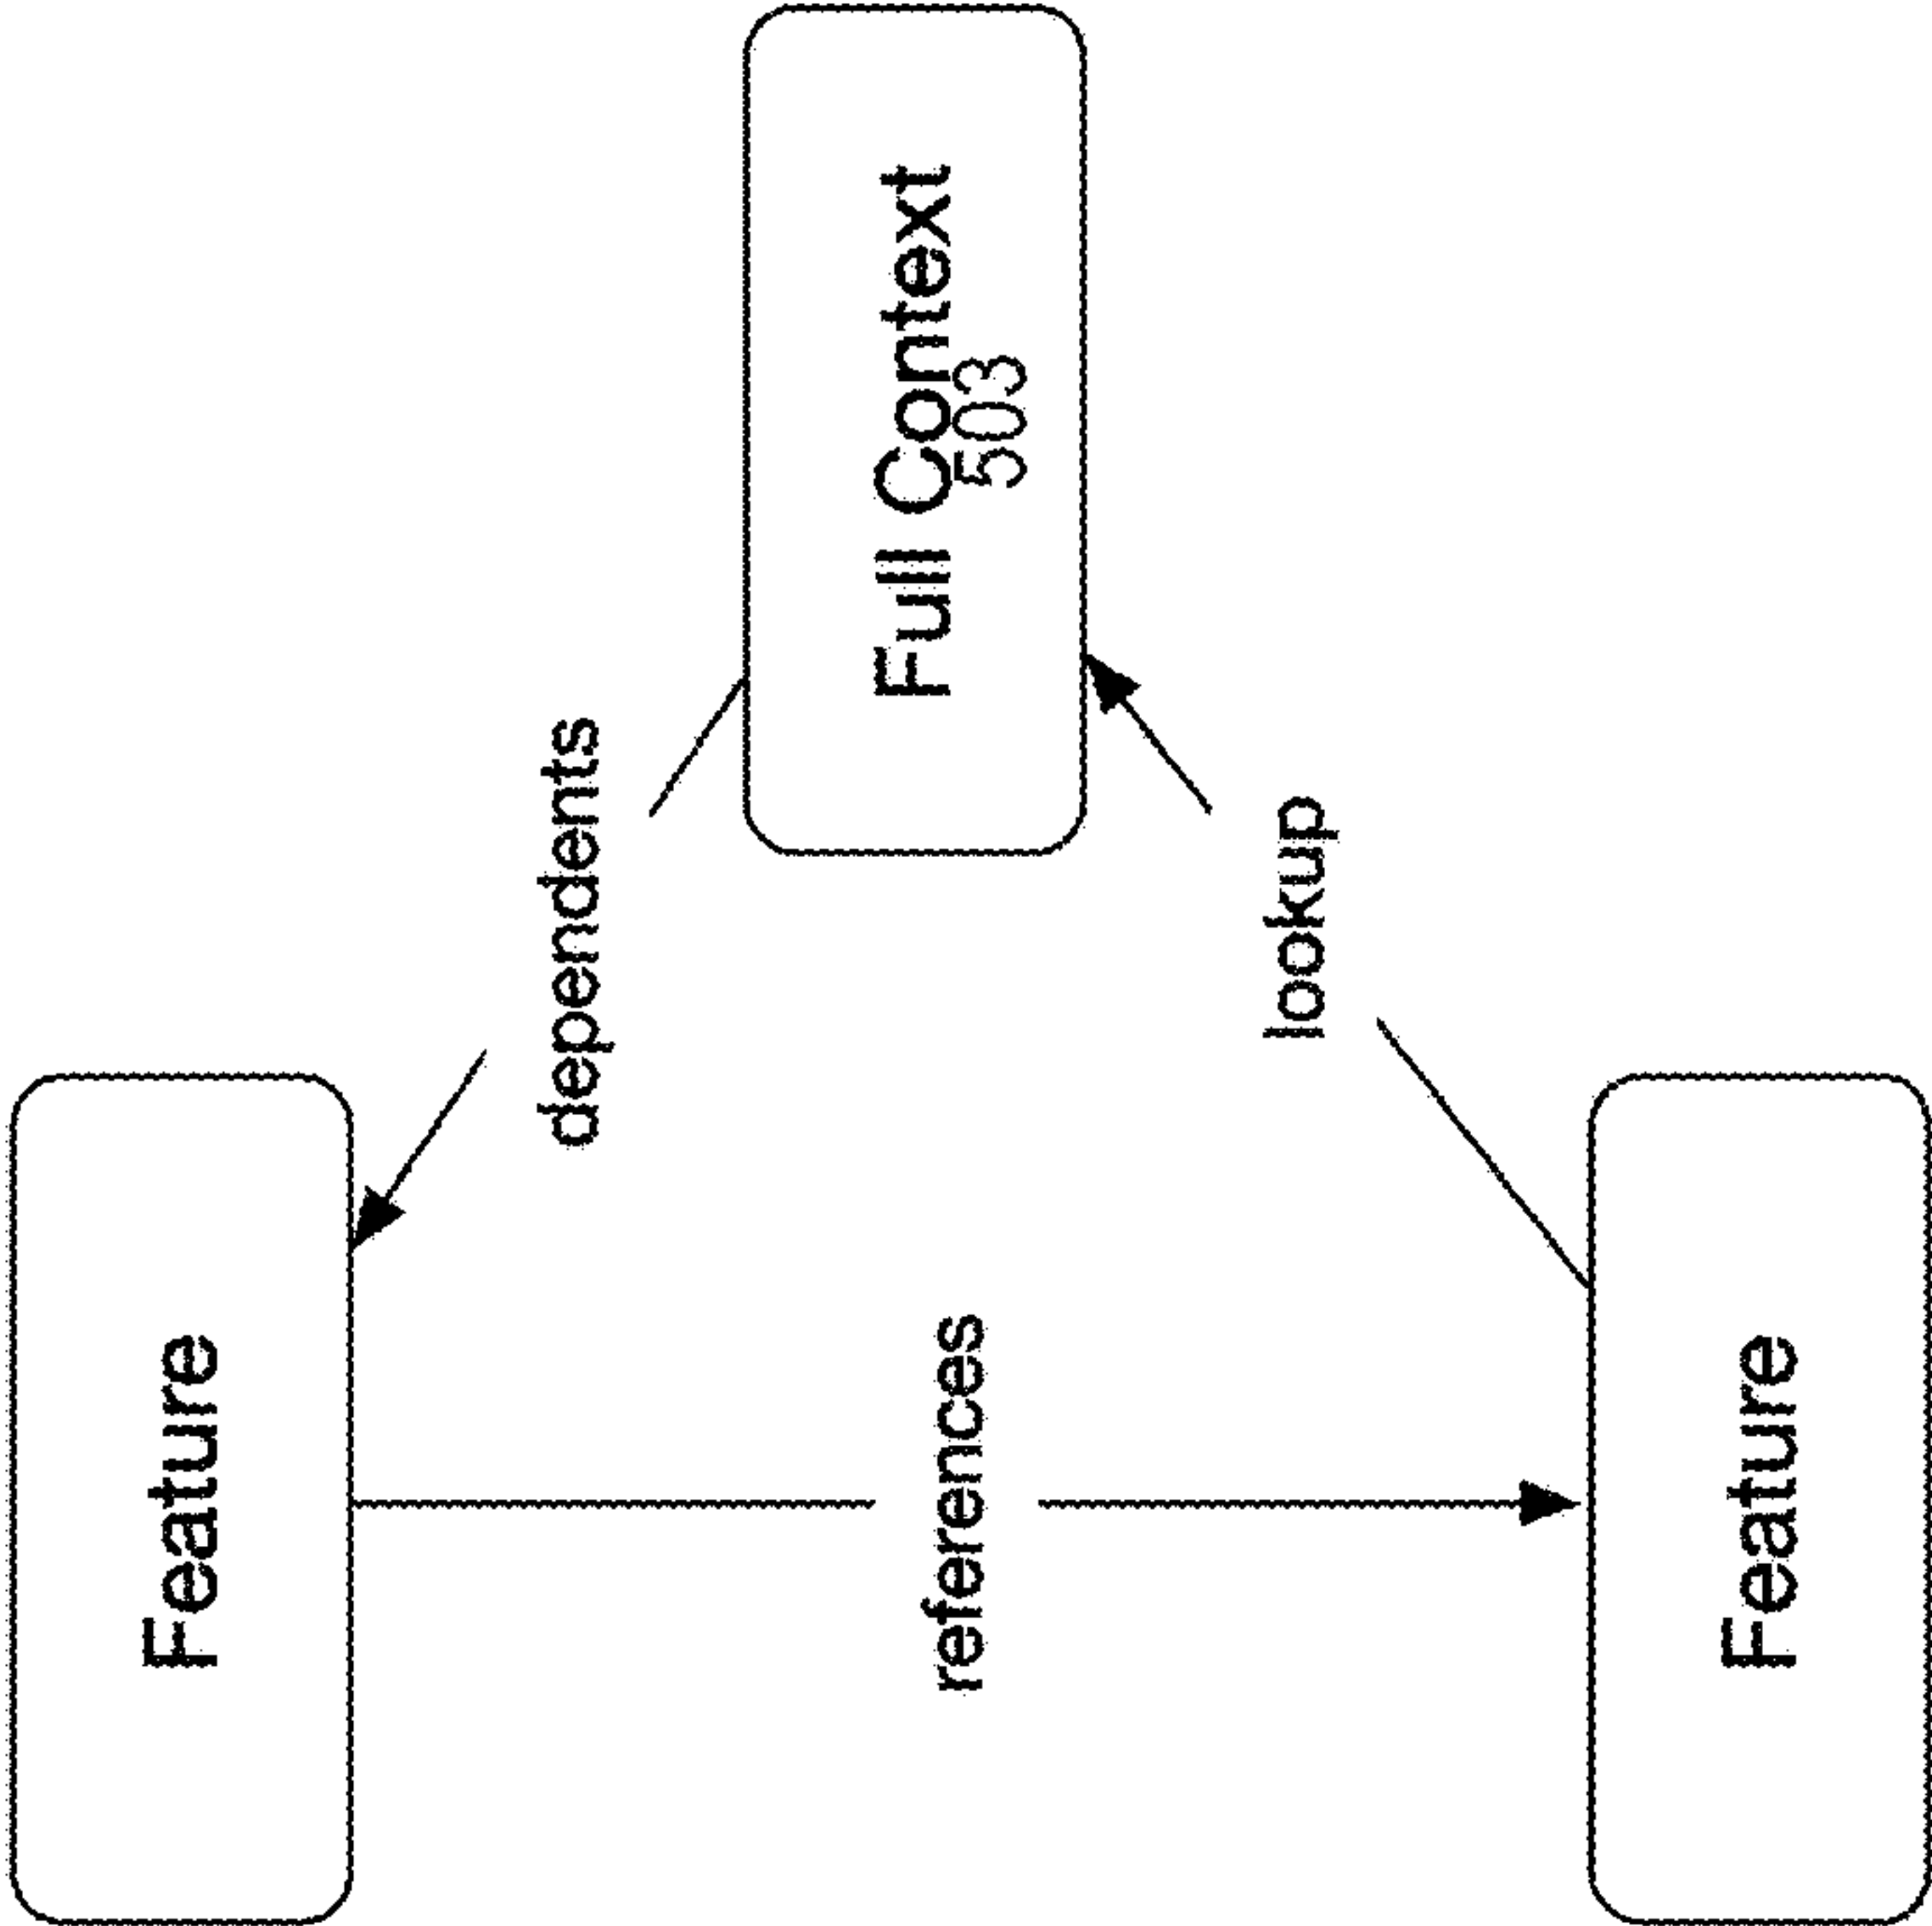 Feature
dependents
Full Context
503
references
lookup
Feature